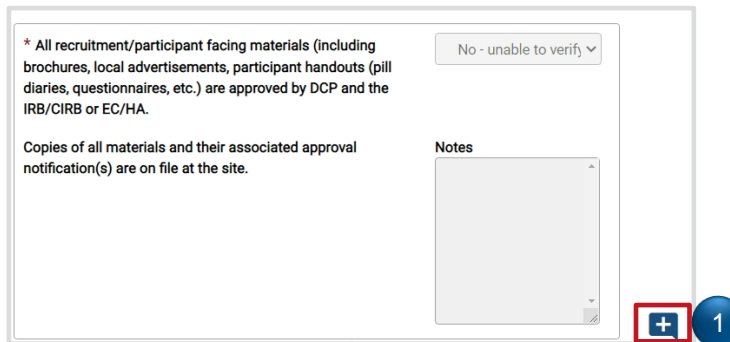 * All recruitment/participant facing materials (including
brochures, local advertisements, participant handouts (pill
diaries, questionnaires, etc.) are approved by DCP and the
IRB/CIRB or EC/HA.
No - unable to verify
Copies of all materials and their associated approval
notification(s) are on file at the site.
Notes
1